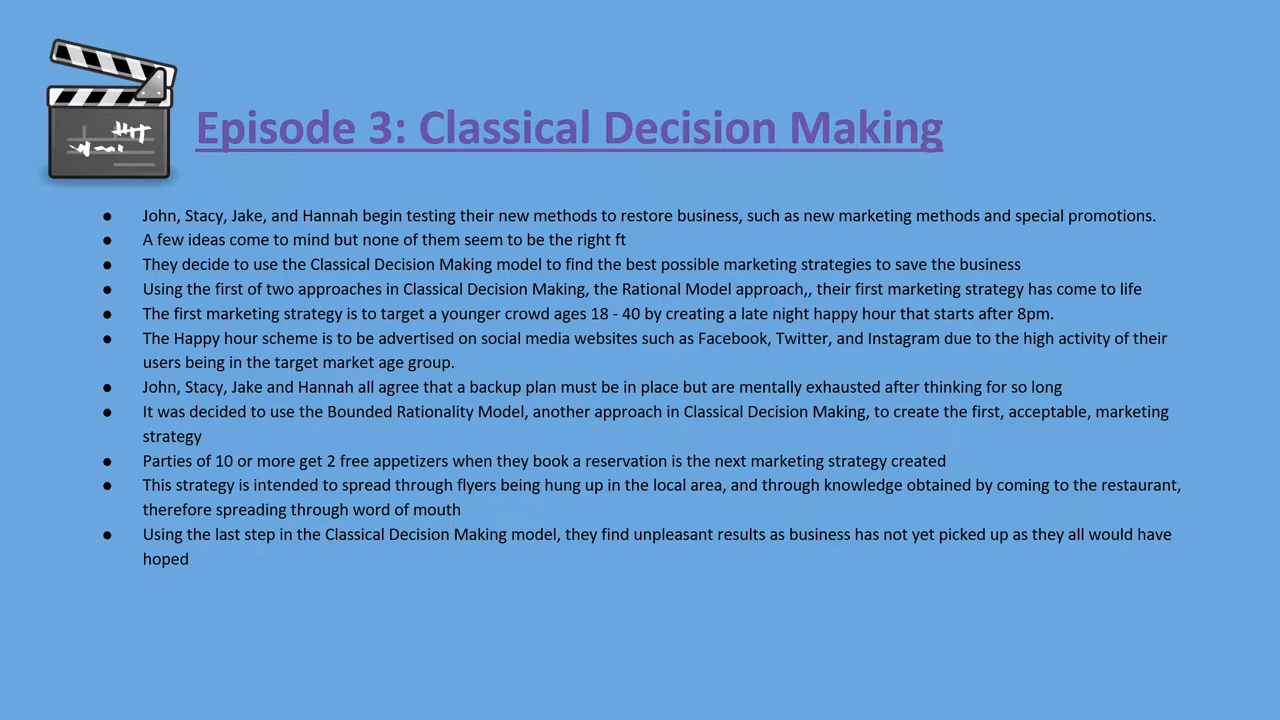 Episode 3: Classical Decision Making
● John, Stacy, Jake, and Hannah begin testing their new methods to restore business, such as new marketing methods and special promotions.
● A few ideas come to mind but none of them seem to be the right ft
● They decide to use the Classical Decision Making model to find the best possible marketing strategies to save the business
● Using the first of two approaches in Classical Decision Making, the Rational Model approach,, their first marketing strategy has come to life
● The first marketing strategy is to target a younger crowd ages 18 - 40 by creating a late night happy hour that starts after 8pm.
● The Happy hour scheme is to be advertised on social media websites such as Facebook, Twitter, and Instagram due to the high activity of their
users being in the target market age group.
● John, Stacy, Jake and Hannah all agree that a backup plan must be in place but are mentally exhausted after thinking for so long
● It was decided to use the Bounded Rationality Model, another approach in Classical Decision Making, to create the first, acceptable, marketing
strategy
● Parties of 10 or more get 2 free appetizers when they book a reservation is the next marketing strategy created
● This strategy is intended to spread through flyers being hung up in the local area, and through knowledge obtained by coming to the restaurant,
therefore spreading through word of mouth
● Using the last step in the Classical Decision Making model, they find unpleasant results as business has not yet picked up as they all would have
hoped